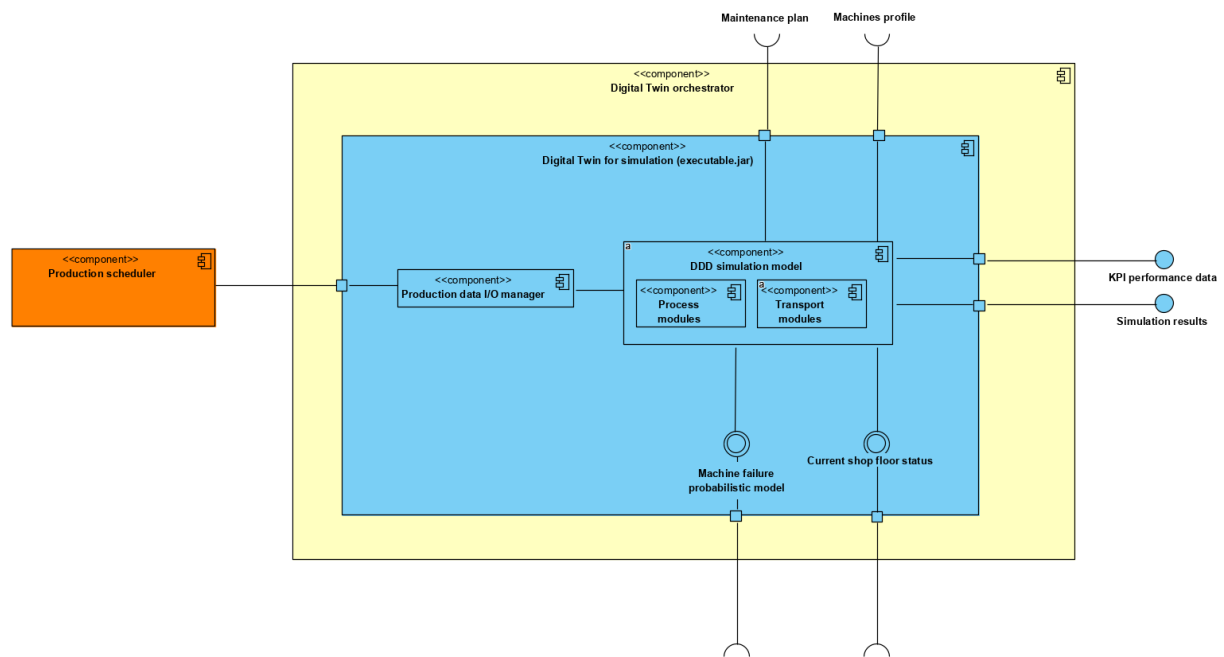 Maintenance plan
Machines profile
<<component>>
Digital Twin orchestrator
<<component>>
Digital Twin for simulation (executable.jar)
<<component>>
Production scheduler
<<component>>
Production data I/O manager
a
<<component>>
DDD simulation model
<<component>>
Process
modules
a
<<component>>
Transport
modules
KPI performance data
Simulation results
Machine failure
probabilistic model
Current shop floor status